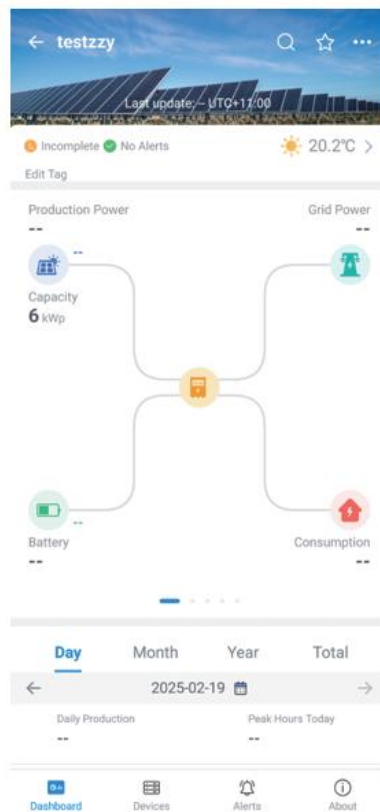 testzzy
Last update: -- UTC+11:00
Incomplete No Alerts 20.2℃
Edit Tag
Production Power Grid Power
-- --
--
Capacity
6 kWp
--
Battery Consumption
-- --
Day Month Year Total
2025-02-19
Daily Production Peak Hours Today
-- --
Dashboard Devices Alerts About